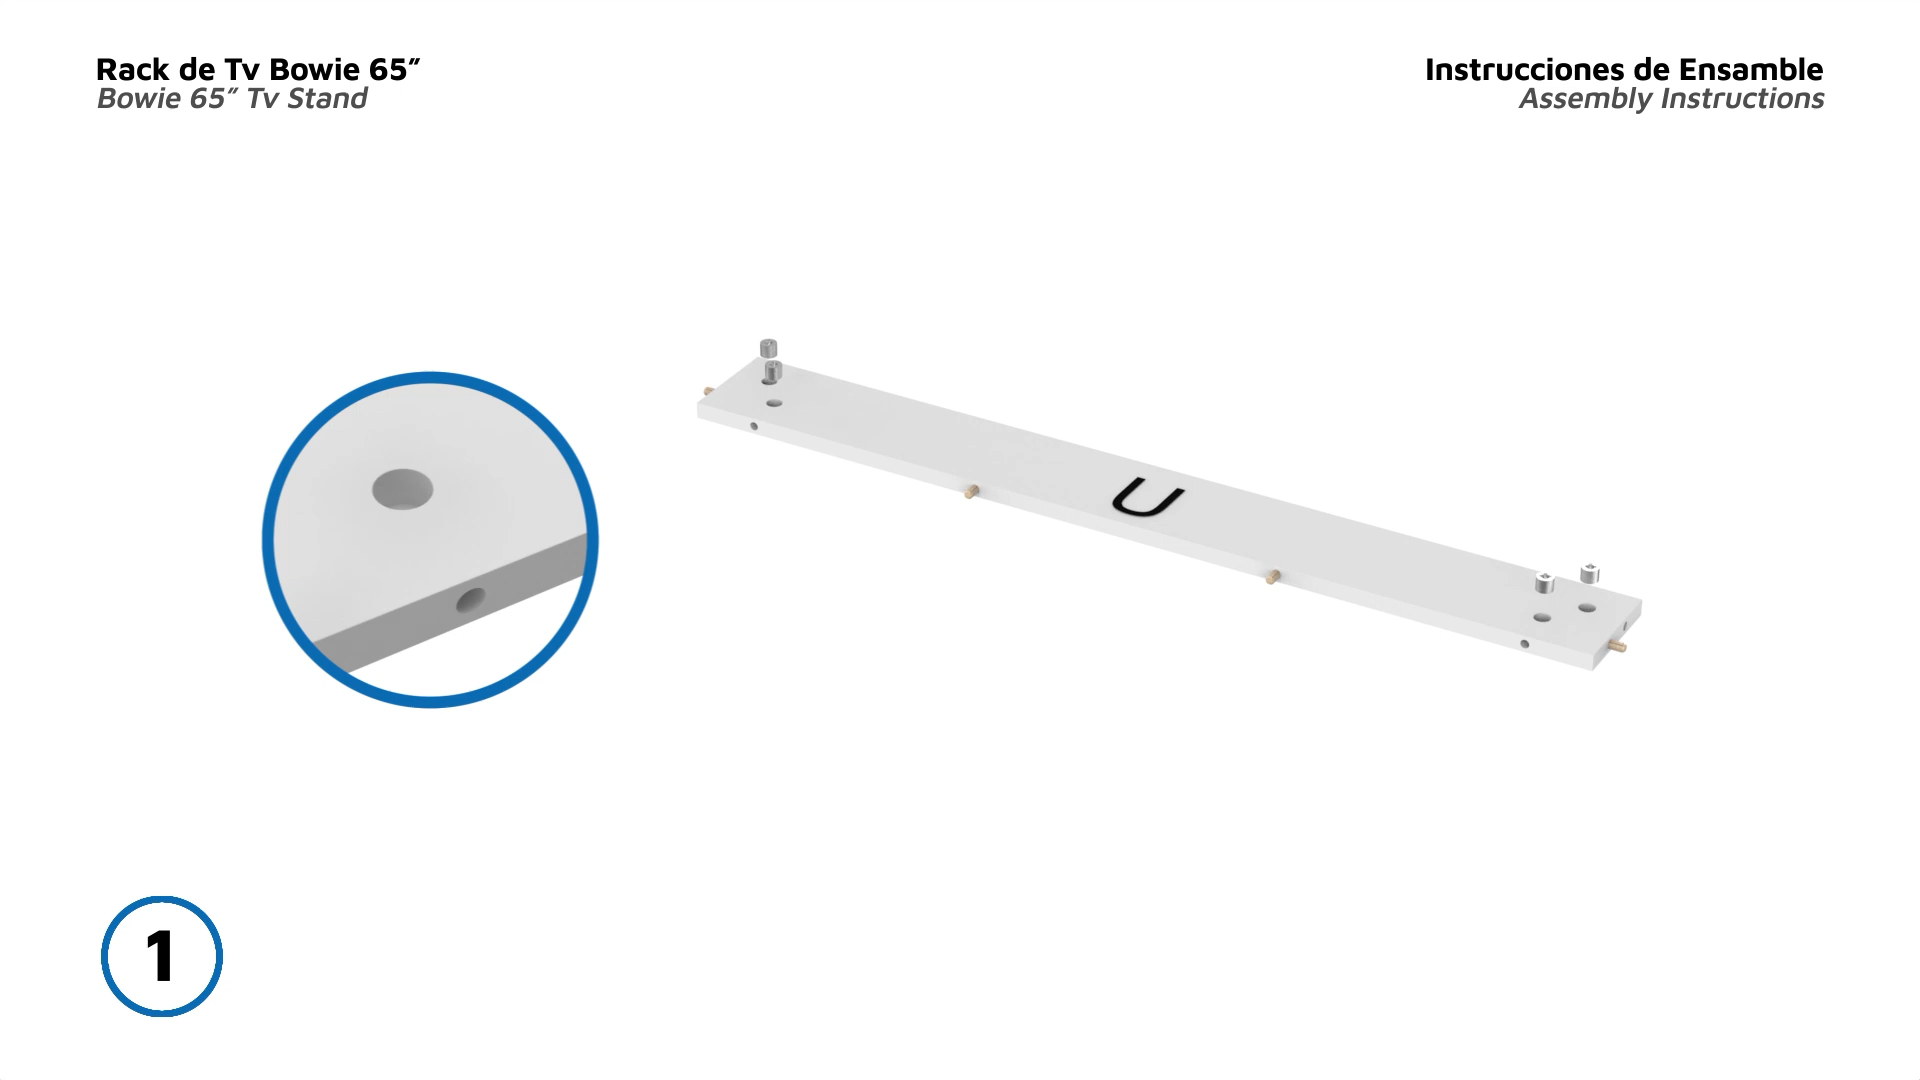 Rack de Tv Bowie 65”
Bowie 65” Tv Stand
Instrucciones de Ensamble
Assembly Instructions
U
1